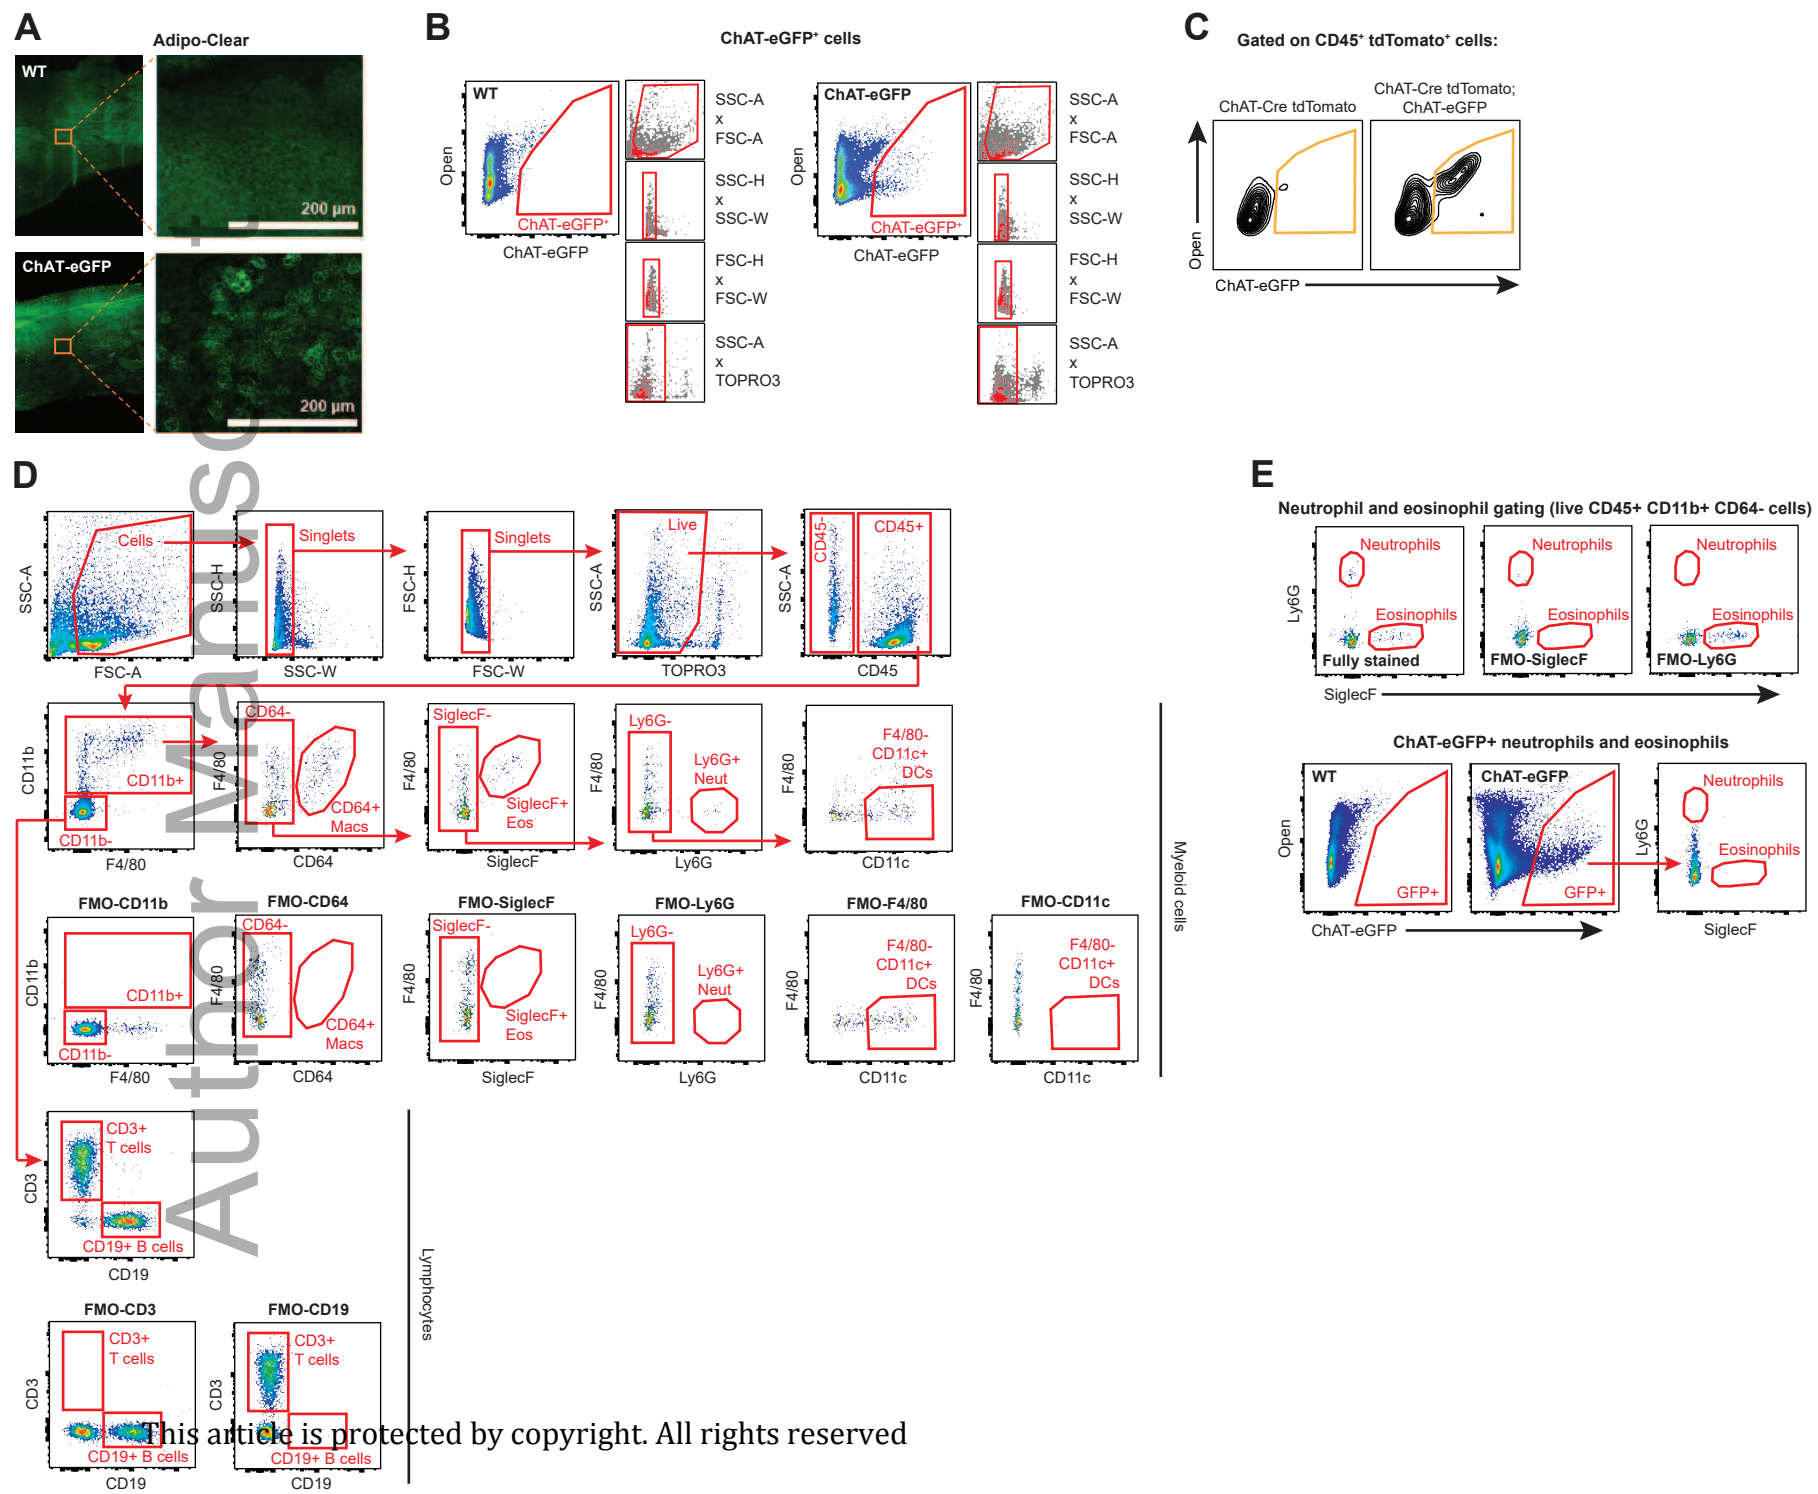 A
Adipo-Clear
WT
200 µm
ChAT-eGFP
200 µm
B
ChAT-eGFP⁺ cells
WT
Open
ChAT-eGFP⁺
ChAT-eGFP
SSC-A
x
FSC-A
SSC-H
x
SSC-W
FSC-H
x
FSC-W
SSC-A
x
TOPRO3
ChAT-eGFP
Open
ChAT-eGFP⁺
ChAT-eGFP
SSC-A
x
FSC-A
SSC-H
x
SSC-W
FSC-H
x
FSC-W
SSC-A
x
TOPRO3
C
Gated on CD45⁺ tdTomato⁺ cells:
ChAT-Cre tdTomato
ChAT-Cre tdTomato;
ChAT-eGFP
Open
ChAT-eGFP
D
Cells
SSC-A
FSC-A
Singlets
SSC-H
SSC-W
Singlets
FSC-H
FSC-W
Live
SSC-A
TOPRO3
CD45-
CD45+
SSC-A
CD45
CD11b
CD11b+
CD11b-
F4/80
CD64-
F4/80
CD64+
Macs
CD64
SiglecF-
F4/80
SiglecF+
Eos
SiglecF
Ly6G-
F4/80
Ly6G+
Neut
Ly6G
F4/80-
CD11c+
DCs
F4/80
CD11c
Myeloid cells
FMO-CD11b
CD11b
CD11b+
CD11b-
F4/80
FMO-CD64
CD64-
F4/80
CD64+
Macs
CD64
FMO-SiglecF
SiglecF-
F4/80
SiglecF+
Eos
SiglecF
FMO-Ly6G
Ly6G-
F4/80
Ly6G+
Neut
Ly6G
FMO-F4/80
F4/80-
CD11c+
DCs
F4/80
CD11c
FMO-CD11c
F4/80-
CD11c+
DCs
F4/80
CD11c
CD3+
T cells
CD3
CD19+ B cells
CD19
Lymphocytes
FMO-CD3
CD3+
T cells
CD3
CD19+ B cells
CD19
FMO-CD19
CD3+
T cells
CD3
CD19+ B cells
CD19
E
Neutrophil and eosinophil gating (live CD45+ CD11b+ CD64- cells)
Neutrophils
Eosinophils
Fully stained
Ly6G
Neutrophils
Eosinophils
FMO-SiglecF
Neutrophils
Eosinophils
FMO-Ly6G
SiglecF
ChAT-eGFP+ neutrophils and eosinophils
WT
Open
GFP+
ChAT-eGFP
GFP+
ChAT-eGFP
Neutrophils
Eosinophils
Ly6G
SiglecF
Author Manuscript
This article is protected by copyright. All rights reserved